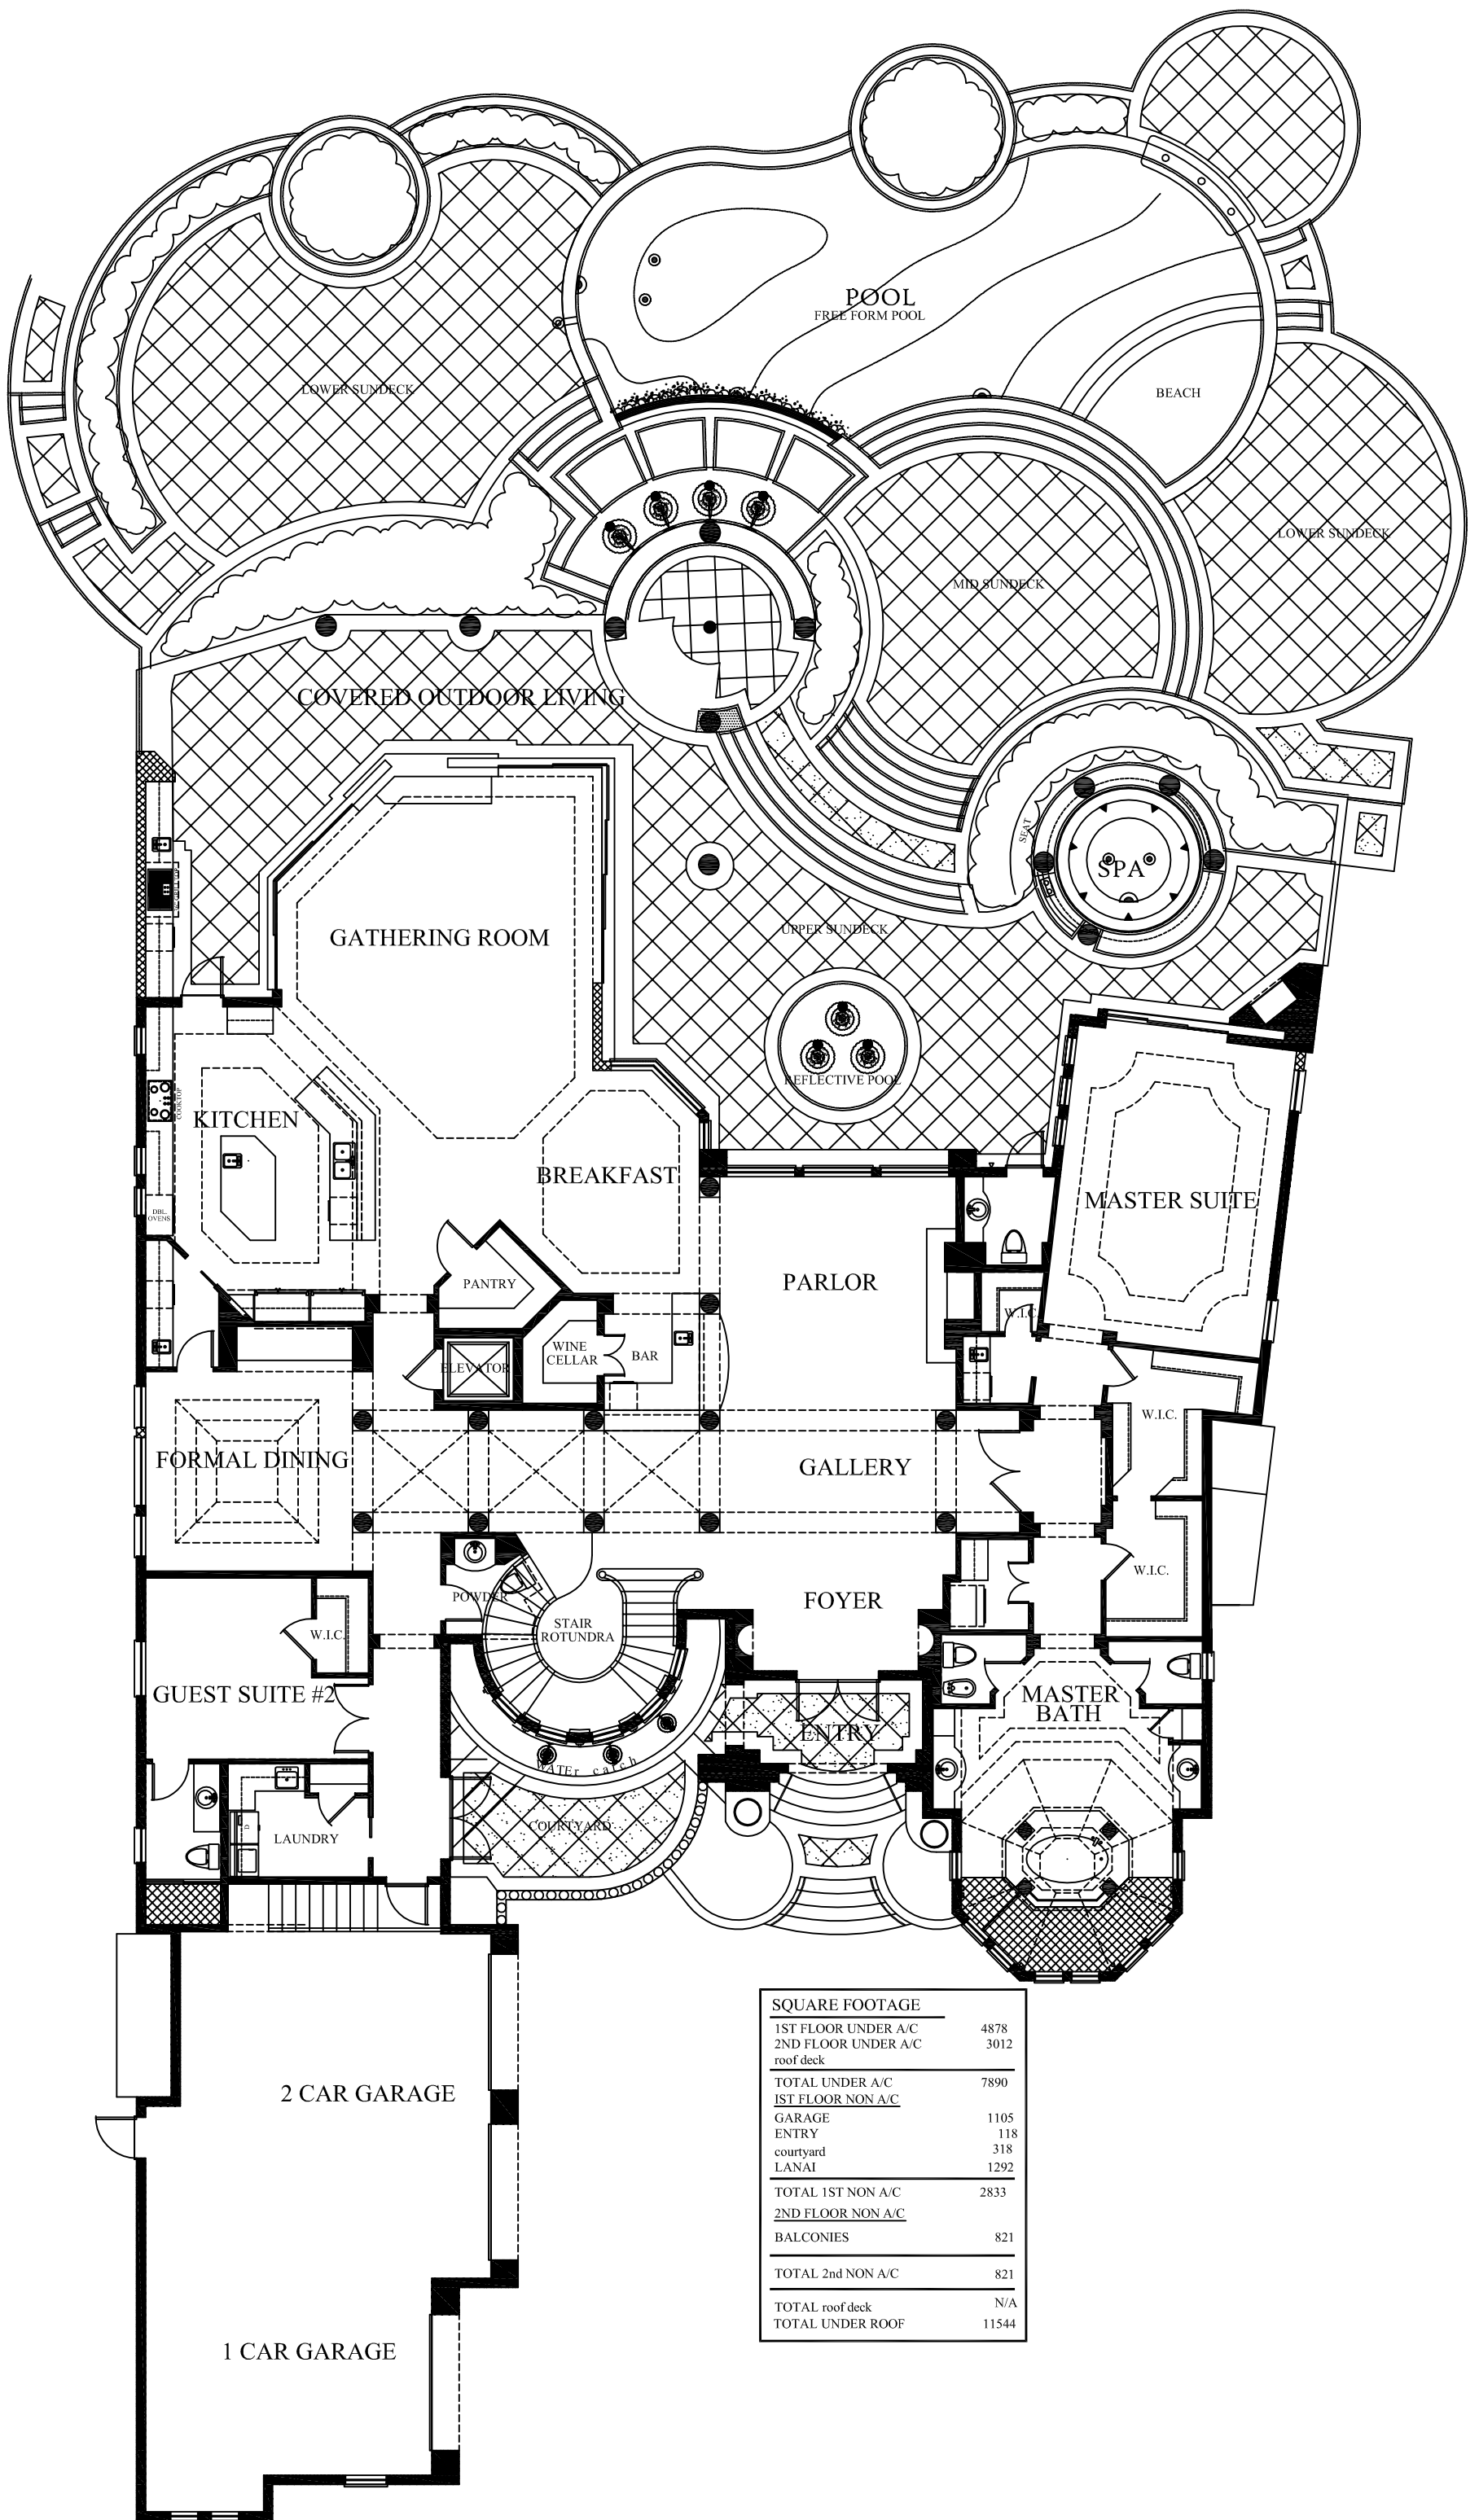 POOL
FREE FORM POOL
LOWER SUNDECK
BEACH
LOWER SUNDECK
MID SUNDECK
COVERED OUTDOOR LIVING
SEAT
SPA
GATHERING ROOM
UPPER SUNDECK
REFLECTIVE POOL
COOKTOP
KITCHEN
BREAKFAST
MASTER SUITE
DBL.
OVENS
PANTRY
PARLOR
W.I.C.
WINE
CELLAR
BAR
ELEVATOR
W.I.C.
FORMAL DINING
GALLERY
W.I.C.
POWDER
FOYER
STAIR
ROTUNDRA
W.I.C.
GUEST SUITE #2
MASTER
BATH
ENTRY
WATEr catch
COURTYARD
LAUNDRY
D
SQUARE FOOTAGE
1ST FLOOR UNDER A/C 4878
2ND FLOOR UNDER A/C 3012
roof deck
TOTAL UNDER A/C 7890
IST FLOOR NON A/C
GARAGE 1105
ENTRY 118
courtyard 318
LANAI 1292
TOTAL 1ST NON A/C 2833
2ND FLOOR NON A/C
BALCONIES 821
TOTAL 2nd NON A/C 821
TOTAL roof deck N/A
TOTAL UNDER ROOF 11544
2 CAR GARAGE
1 CAR GARAGE